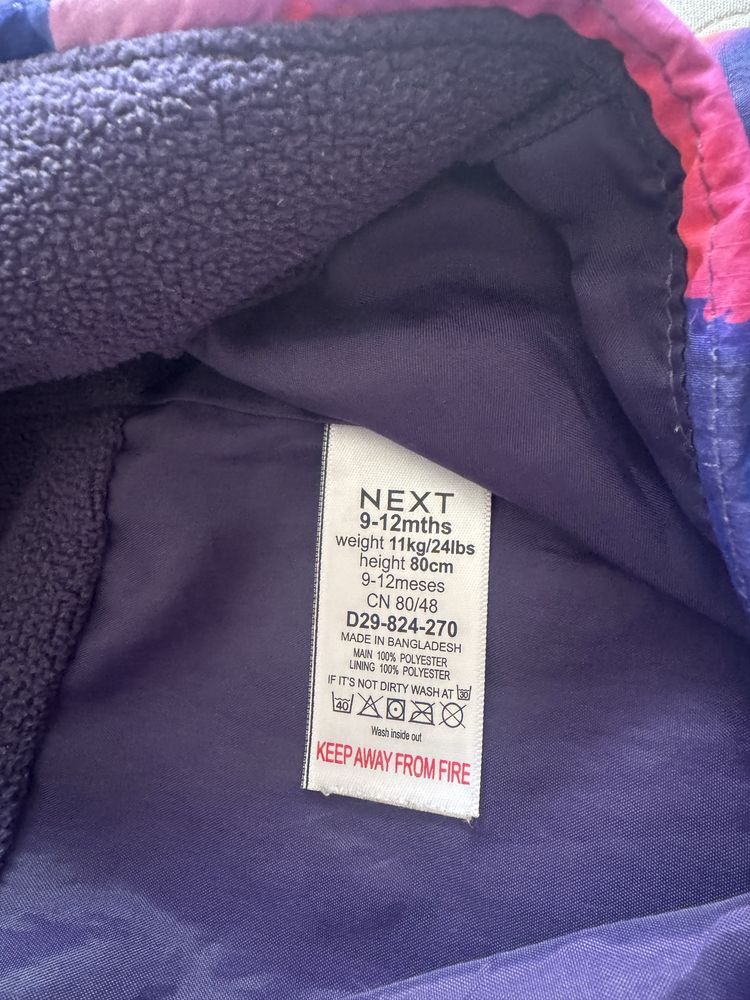 NEXT
9-12mths
weight 11kg/24lbs
height 80cm
9-12meses
CN 80/48
D29-824-270
MADE IN BANGLADESH
MAIN 100% POLYESTER
LINING 100% POLYESTER
IF IT'S NOT DIRTY WASH AT 30
40
Wash inside out
KEEP AWAY FROM FIRE